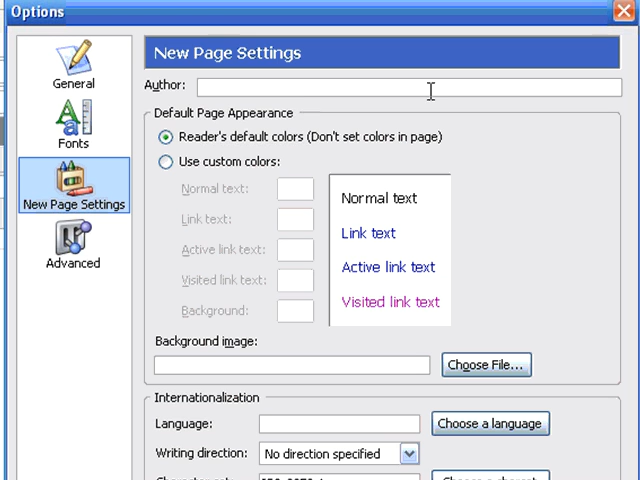 Options
General
Fonts
New Page Settings
Advanced
New Page Settings
Author:
Default Page Appearance
Reader's default colors (Don't set colors in page)
Use custom colors:
Normal text:
Link text:
Active link text:
Visited link text:
Background:
Normal text
Link text
Active link text
Visited link text
Background image:
Choose File...
Internationalization
Language:
Choose a language
Writing direction: No direction specified